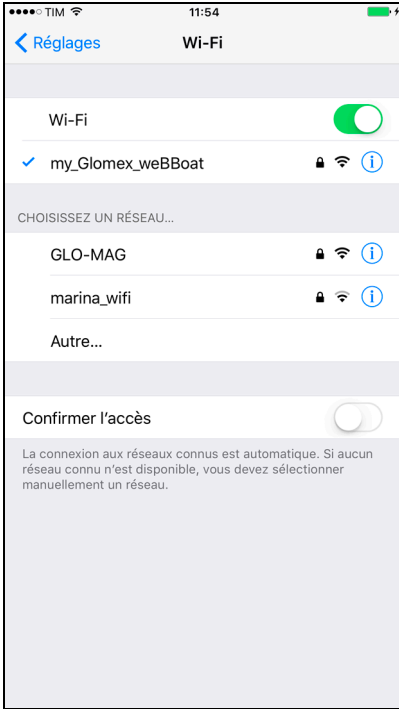 TIM 11:54
Réglages Wi-Fi
Wi-Fi
my_Glomex_weBBoat
CHOISISSEZ UN RÉSEAU...
GLO-MAG
marina_wifi
Autre...
Confirmer l'accès
La connexion aux réseaux connus est automatique. Si aucun
réseau connu n'est disponible, vous devez sélectionner
manuellement un réseau.